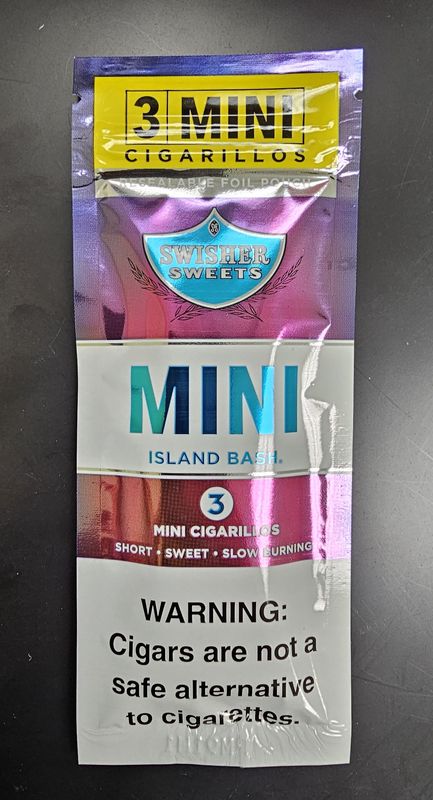 3 MINI
CIGARILLOS
RESEALABLE FOIL POUCH
SWISHER
SWEETS
MINI
ISLAND BASH®
3
MINI CIGARILLOS
SHORT • SWEET • SLOW BURNING
WARNING:
Cigars are not a
safe alternative
to cigarettes.